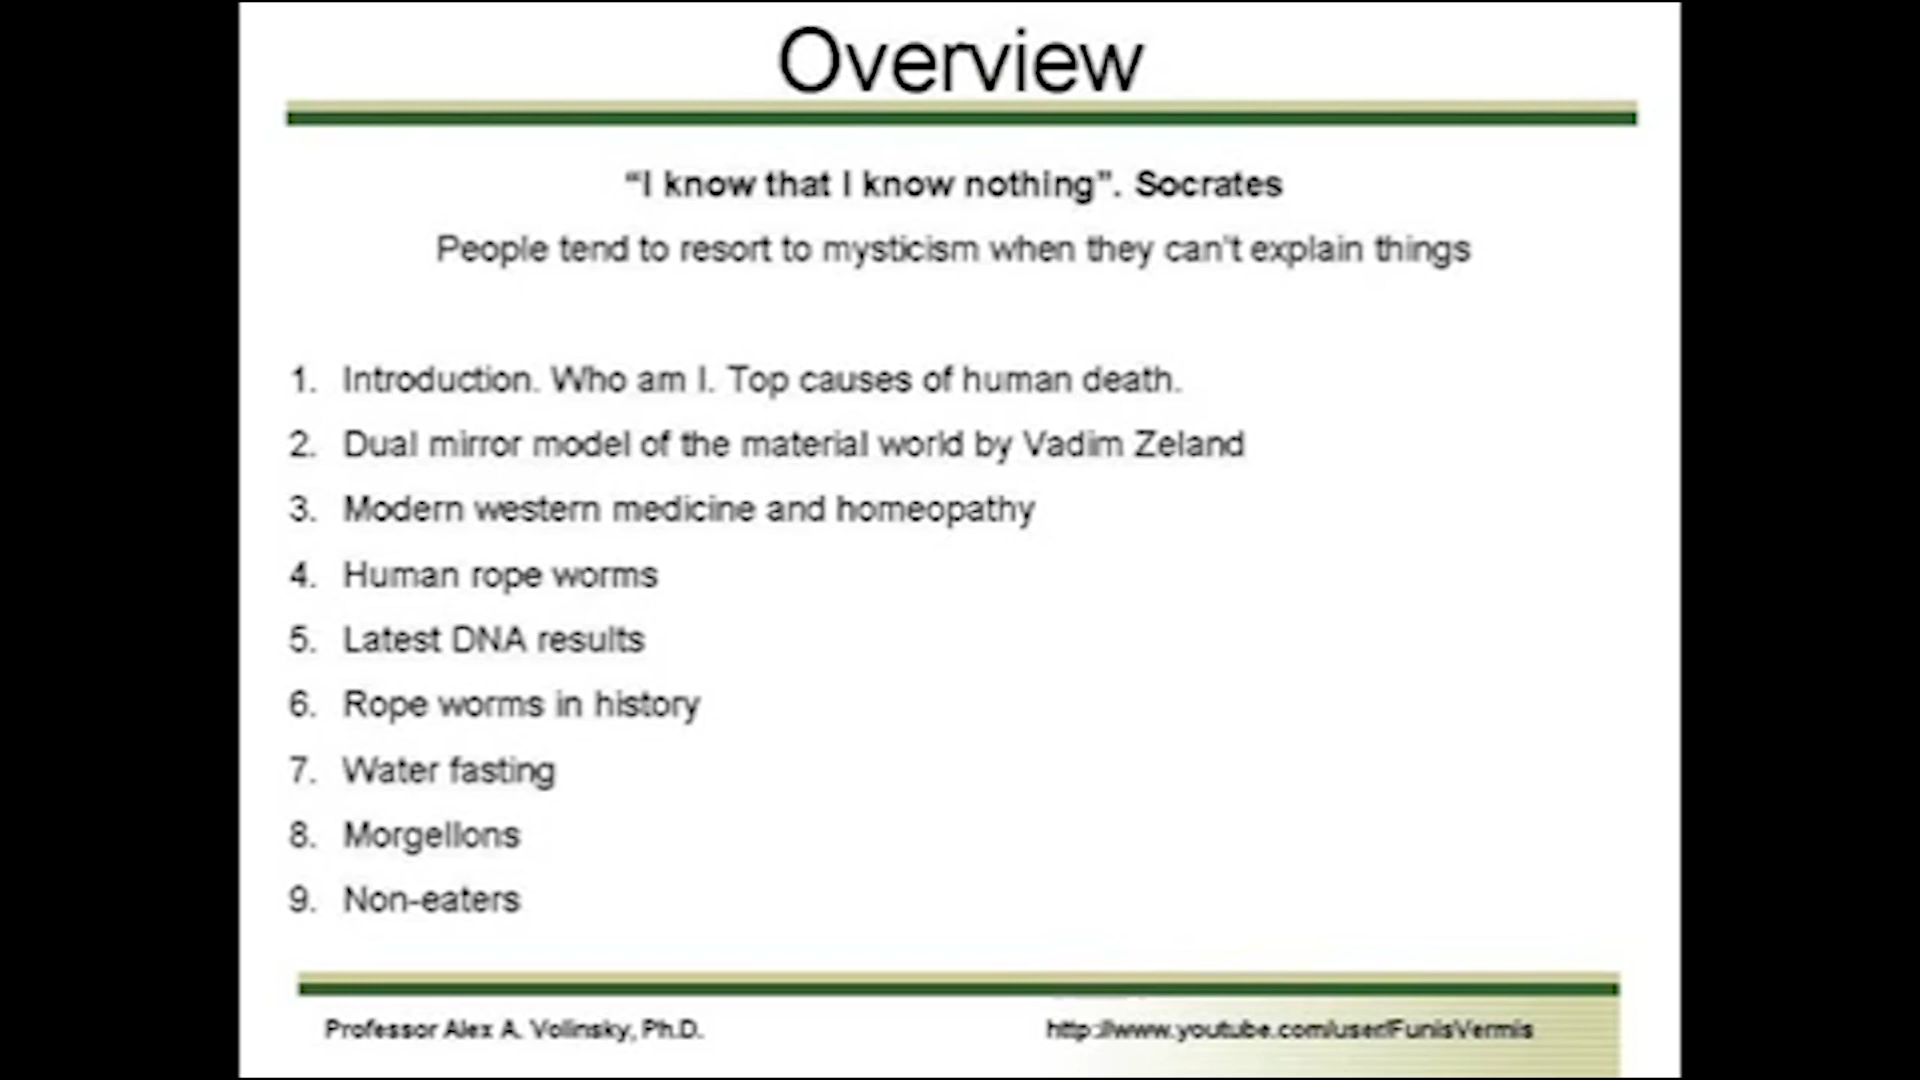 Overview
“I know that I know nothing”. Socrates
People tend to resort to mysticism when they can't explain things
1. Introduction. Who am I. Top causes of human death.
2. Dual mirror model of the material world by Vadim Zeland
3. Modern western medicine and homeopathy
4. Human rope worms
5. Latest DNA results
6. Rope worms in history
7. Water fasting
8. Morgellons
9. Non-eaters
Professor Alex A. Volinsky, Ph.D.
http://www.youtube.com/user/FunisVermis